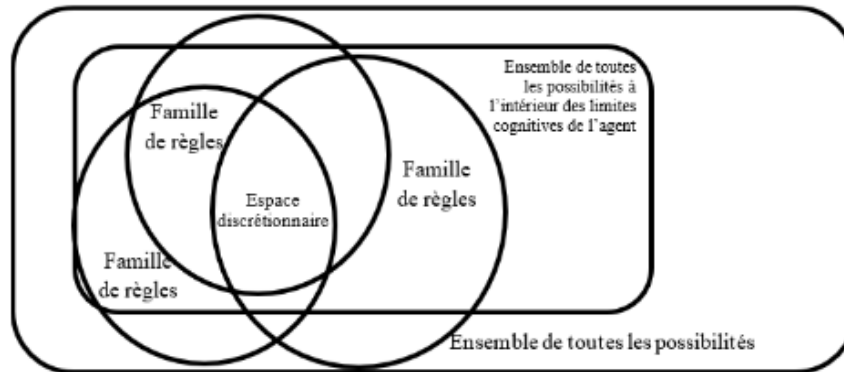 Ensemble de toutes
les possibilités à
l’intérieur des limites
cognitives de l’agent
Famille
de règles
Famille
de règles
Espace
discrétionnaire
Famille
de règles
Ensemble de toutes les possibilités